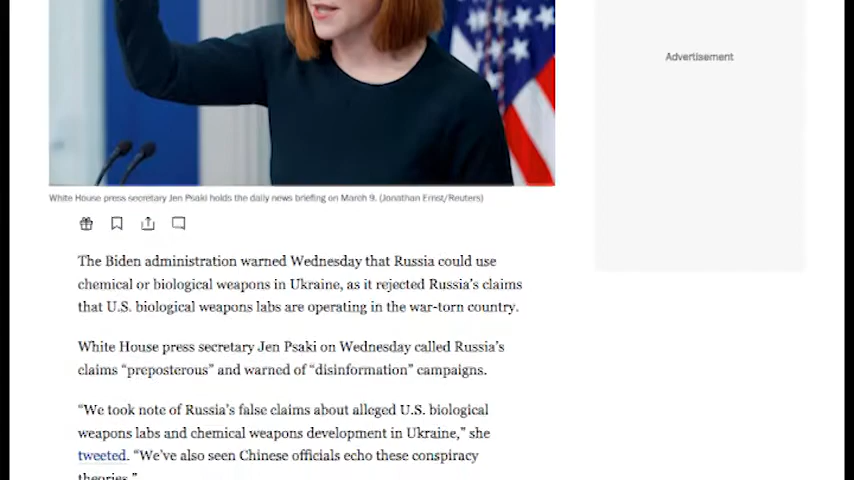 Advertisement
White House press secretary Jen Psaki holds the daily news briefing on March 9. (Jonathan Ernst/Reuters)
The Biden administration warned Wednesday that Russia could use
chemical or biological weapons in Ukraine, as it rejected Russia's claims
that U.S. biological weapons labs are operating in the war-torn country.
White House press secretary Jen Psaki on Wednesday called Russia's
claims “preposterous” and warned of “disinformation” campaigns.
“We took note of Russia's false claims about alleged U.S. biological
weapons labs and chemical weapons development in Ukraine,” she
tweeted. “We've also seen Chinese officials echo these conspiracy
theories.”